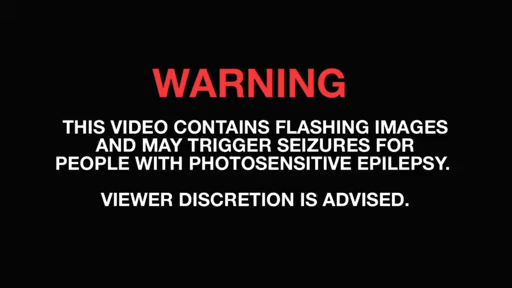 WARNING
THIS VIDEO CONTAINS FLASHING IMAGES
AND MAY TRIGGER SEIZURES FOR
PEOPLE WITH PHOTOSENSITIVE EPILEPSY.
VIEWER DISCRETION IS ADVISED.